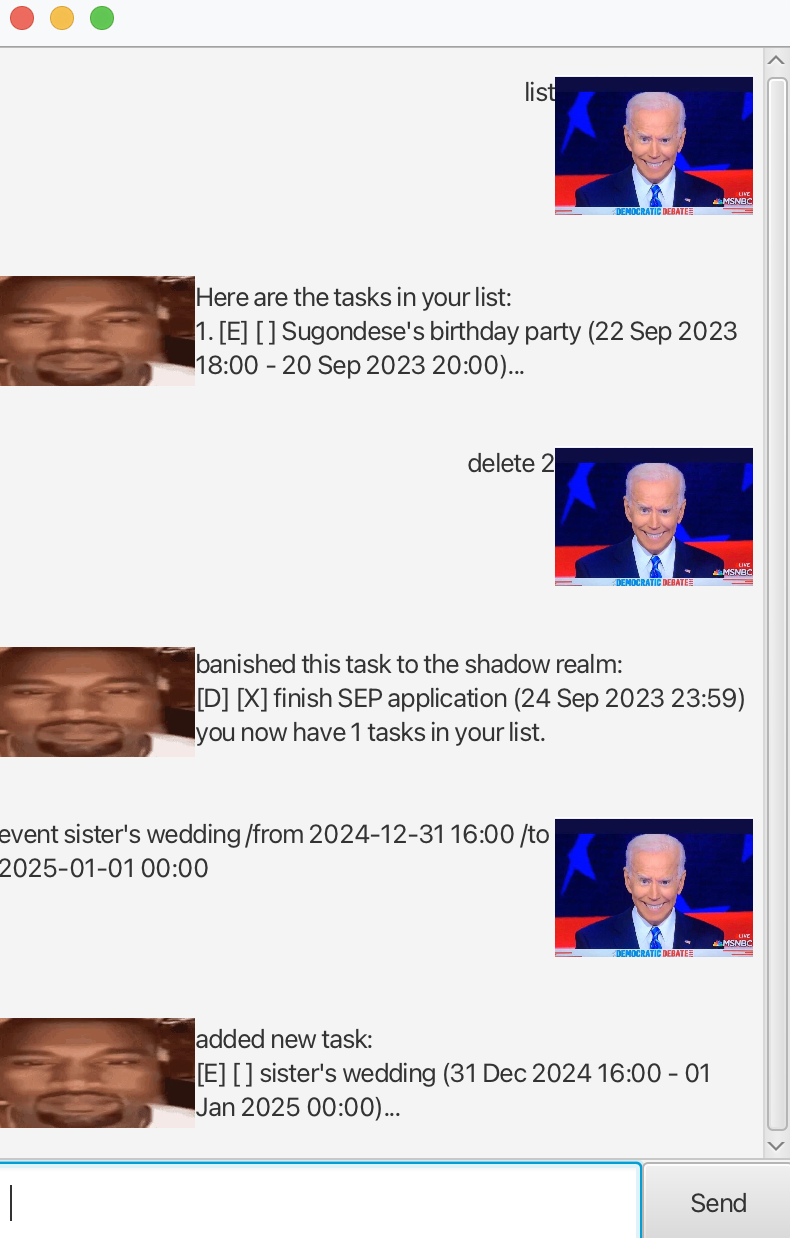 list
LIVE
MSNBC
DEMOCRATIC DEBATE
Here are the tasks in your list:
1. [E] [ ] Sugondese's birthday party (22 Sep 2023
18:00 - 20 Sep 2023 20:00)...
delete 2
LIVE
MSNBC
DEMOCRATIC DEBATE
banished this task to the shadow realm:
[D] [X] finish SEP application (24 Sep 2023 23:59)
you now have 1 tasks in your list.
event sister's wedding /from 2024-12-31 16:00 /to
2025-01-01 00:00
LIVE
MSNBC
DEMOCRATIC DEBATE
added new task:
[E] [ ] sister's wedding (31 Dec 2024 16:00 - 01
Jan 2025 00:00)...
Send